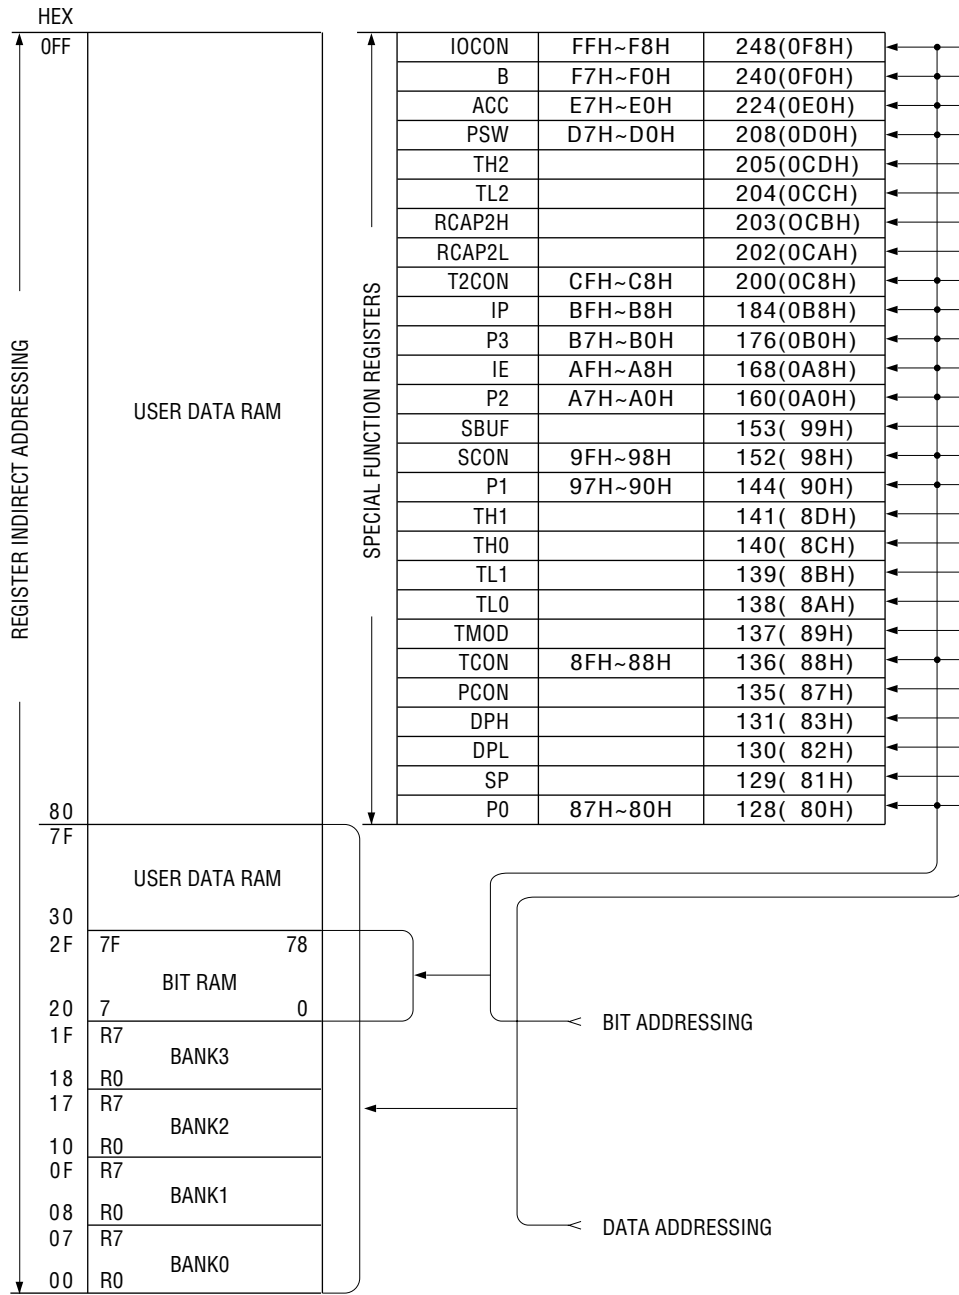 HEX
0FF
REGISTER INDIRECT ADDRESSING
USER DATA RAM
80
7F
USER DATA RAM
30
2F 7F 78
BIT RAM
20 7 0
1F R7
BANK3
18 R0
17 R7
BANK2
10 R0
0F R7
BANK1
08 R0
07 R7
BANK0
00 R0
SPECIAL FUNCTION REGISTERS
IOCON FFH~F8H 248(0F8H)
B F7H~F0H 240(0F0H)
ACC E7H~E0H 224(0E0H)
PSW D7H~D0H 208(0D0H)
TH2 205(0CDH)
TL2 204(0CCH)
RCAP2H 203(OCBH)
RCAP2L 202(0CAH)
T2CON CFH~C8H 200(0C8H)
IP BFH~B8H 184(0B8H)
P3 B7H~B0H 176(0B0H)
IE AFH~A8H 168(0A8H)
P2 A7H~A0H 160(0A0H)
SBUF 153( 99H)
SCON 9FH~98H 152( 98H)
P1 97H~90H 144( 90H)
TH1 141( 8DH)
TH0 140( 8CH)
TL1 139( 8BH)
TL0 138( 8AH)
TMOD 137( 89H)
TCON 8FH~88H 136( 88H)
PCON 135( 87H)
DPH 131( 83H)
DPL 130( 82H)
SP 129( 81H)
P0 87H~80H 128( 80H)
BIT ADDRESSING
DATA ADDRESSING